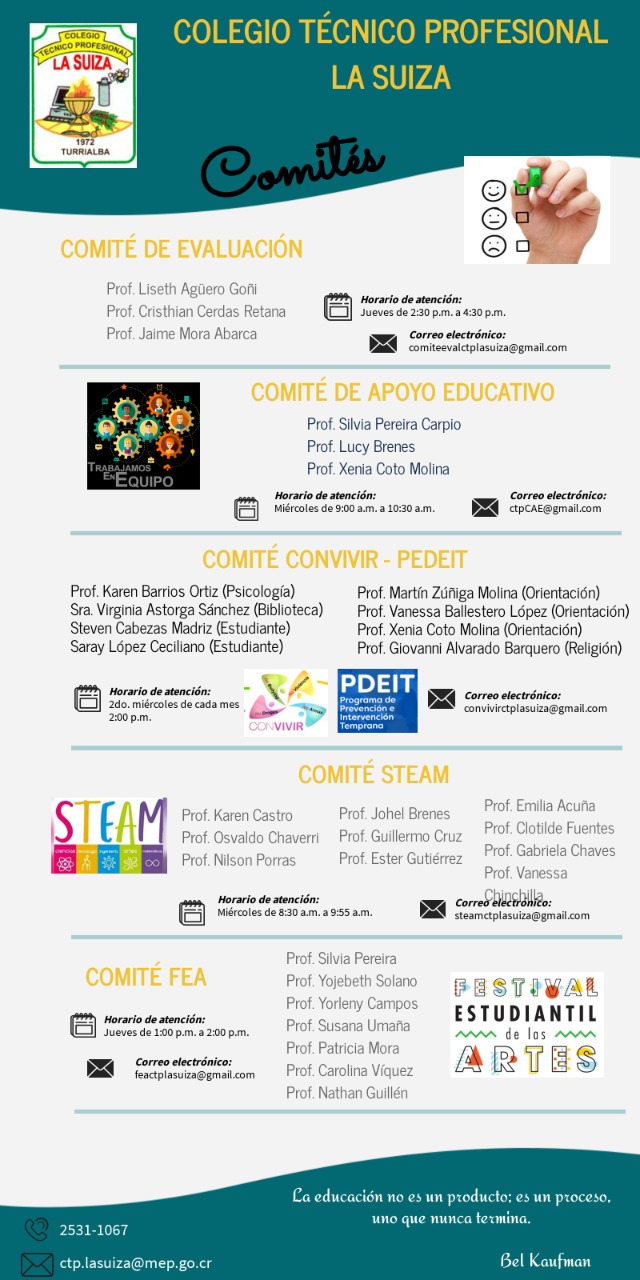 COLEGIO TÉCNICO PROFESIONAL
LA SUIZA
COLEGIO
TÉCNICO PROFESIONAL
LA SUIZA
1972
TURRIALBA
Comités
COMITÉ DE EVALUACIÓN
Prof. Liseth Agüero Goñi
Prof. Cristhian Cerdas Retana
Prof. Jaime Mora Abarca
Horario de atención:
Jueves de 2:30 p.m. a 4:30 p.m.
Correo electrónico:
comiteevalctplasuiza@gmail.com
COMITÉ DE APOYO EDUCATIVO
TRABAJAMOS
EN EQUIPO
Prof. Silvia Pereira Carpio
Prof. Lucy Brenes
Prof. Xenia Coto Molina
Horario de atención:
Miércoles de 9:00 a.m. a 10:30 a.m.
Correo electrónico:
ctpCAE@gmail.com
COMITÉ CONVIVIR - PEDEIT
Prof. Karen Barrios Ortiz (Psicología)
Sra. Virginia Astorga Sánchez (Biblioteca)
Steven Cabezas Madriz (Estudiante)
Saray López Ceciliano (Estudiante)
Prof. Martín Zúñiga Molina (Orientación)
Prof. Vanessa Ballestero López (Orientación)
Prof. Xenia Coto Molina (Orientación)
Prof. Giovanni Alvarado Barquero (Religión)
Horario de atención:
2do. miércoles de cada mes
2:00 p.m.
CONVIVIR
PDEIT
Programa de
Prevención e
Intervención
Temprana
Correo electrónico:
convivirctplasuiza@gmail.com
COMITÉ STEAM
STEAM
Prof. Karen Castro
Prof. Osvaldo Chaverri
Prof. Nilson Porras
Prof. Johel Brenes
Prof. Guillermo Cruz
Prof. Ester Gutiérrez
Prof. Emilia Acuña
Prof. Clotilde Fuentes
Prof. Gabriela Chaves
Prof. Vanessa
Chinchilla
Horario de atención:
Miércoles de 8:30 a.m. a 9:55 a.m.
Correo electrónico:
steamctplasuiza@gmail.com
COMITÉ FEA
Horario de atención:
Jueves de 1:00 p.m. a 2:00 p.m.
Correo electrónico:
feactplasuiza@gmail.com
Prof. Silvia Pereira
Prof. Yojebeth Solano
Prof. Yorleny Campos
Prof. Susana Umaña
Prof. Patricia Mora
Prof. Carolina Víquez
Prof. Nathan Guillén
FESTIVAL
ESTUDIANTIL
de las
ARTES
La educación no es un producto; es un proceso,
uno que nunca termina.
Bel Kaufman
2531-1067
ctp.lasuiza@mep.go.cr